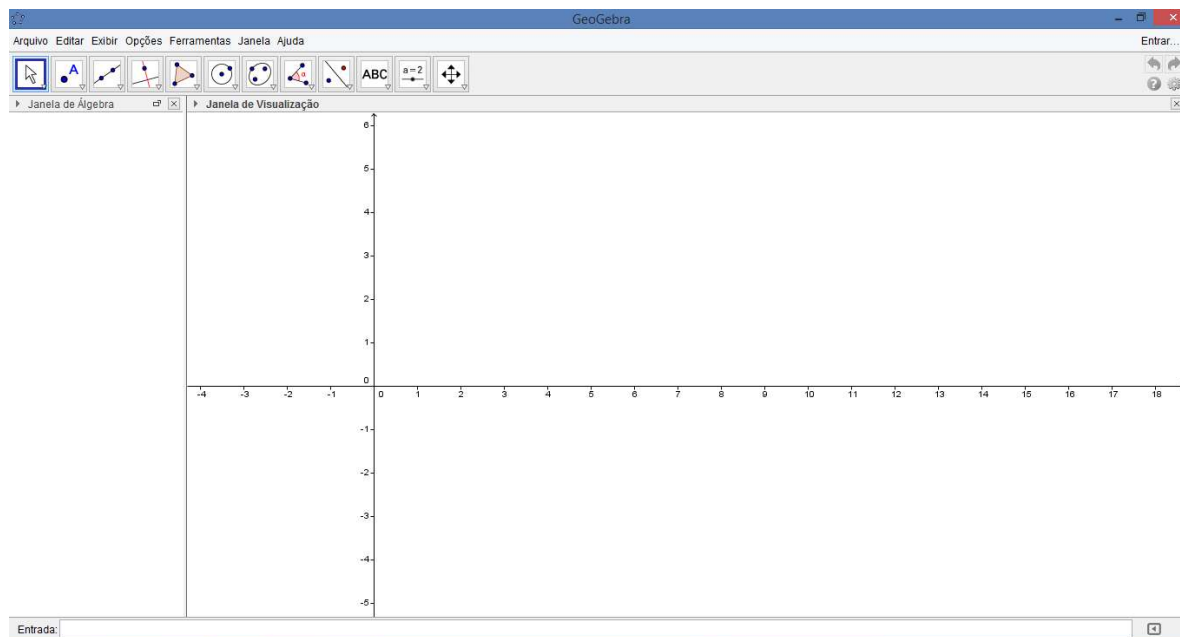 GeoGebra
Arquivo Editar Exibir Opções Ferramentas Janela Ajuda Entrar...
A α ABC a=2
Janela de Álgebra Janela de Visualização
6
5
4
3
2
1
0
-4 -3 -2 -1 0 1 2 3 4 5 6 7 8 9 10 11 12 13 14 15 16 17 18
-1
-2
-3
-4
-5
Entrada: